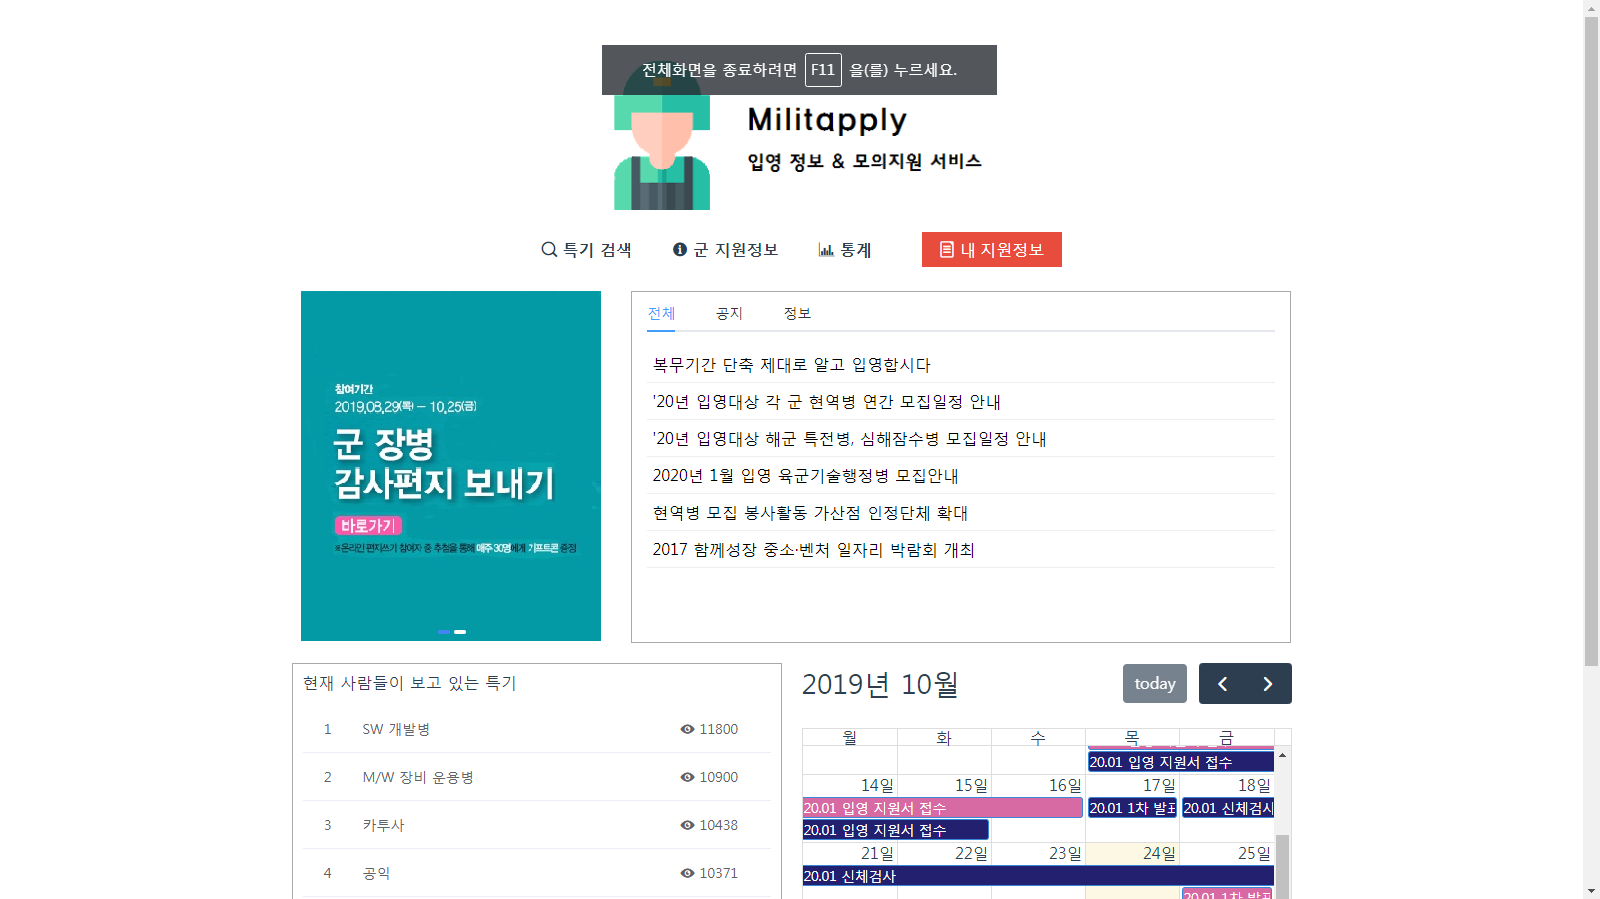 전체화면을 종료하려면 F11 을(를) 누르세요.
Militapply
입영 정보 & 모의지원 서비스
특기 검색 군 지원정보 통계 내 지원정보
참여기간
2019.08.29(목) – 10.25(금)
군 장병
감사편지 보내기
바로가기
※온라인 편지쓰기 참여자 중 추첨을 통해 매주 30명에게 기프트콘 증정
전체 공지 정보
복무기간 단축 제대로 알고 입영합시다
'20년 입영대상 각 군 현역병 연간 모집일정 안내
'20년 입영대상 해군 특전병, 심해잠수병 모집일정 안내
2020년 1월 입영 육군기술행정병 모집안내
현역병 모집 봉사활동 가산점 인정단체 확대
2017 함께성장 중소·벤처 일자리 박람회 개최
현재 사람들이 보고 있는 특기
1 SW 개발병 11800
2 M/W 장비 운용병 10900
3 카투사 10438
4 공익 10371
2019년 10월 today
월 화 수 목 금
20.01 입영 지원서 접수
14일 15일 16일 17일 18일
20.01 입영 지원서 접수 20.01 1차 발표 20.01 신체검사
20.01 입영 지원서 접수
21일 22일 23일 24일 25일
20.01 신체검사
20.01 1차 발표